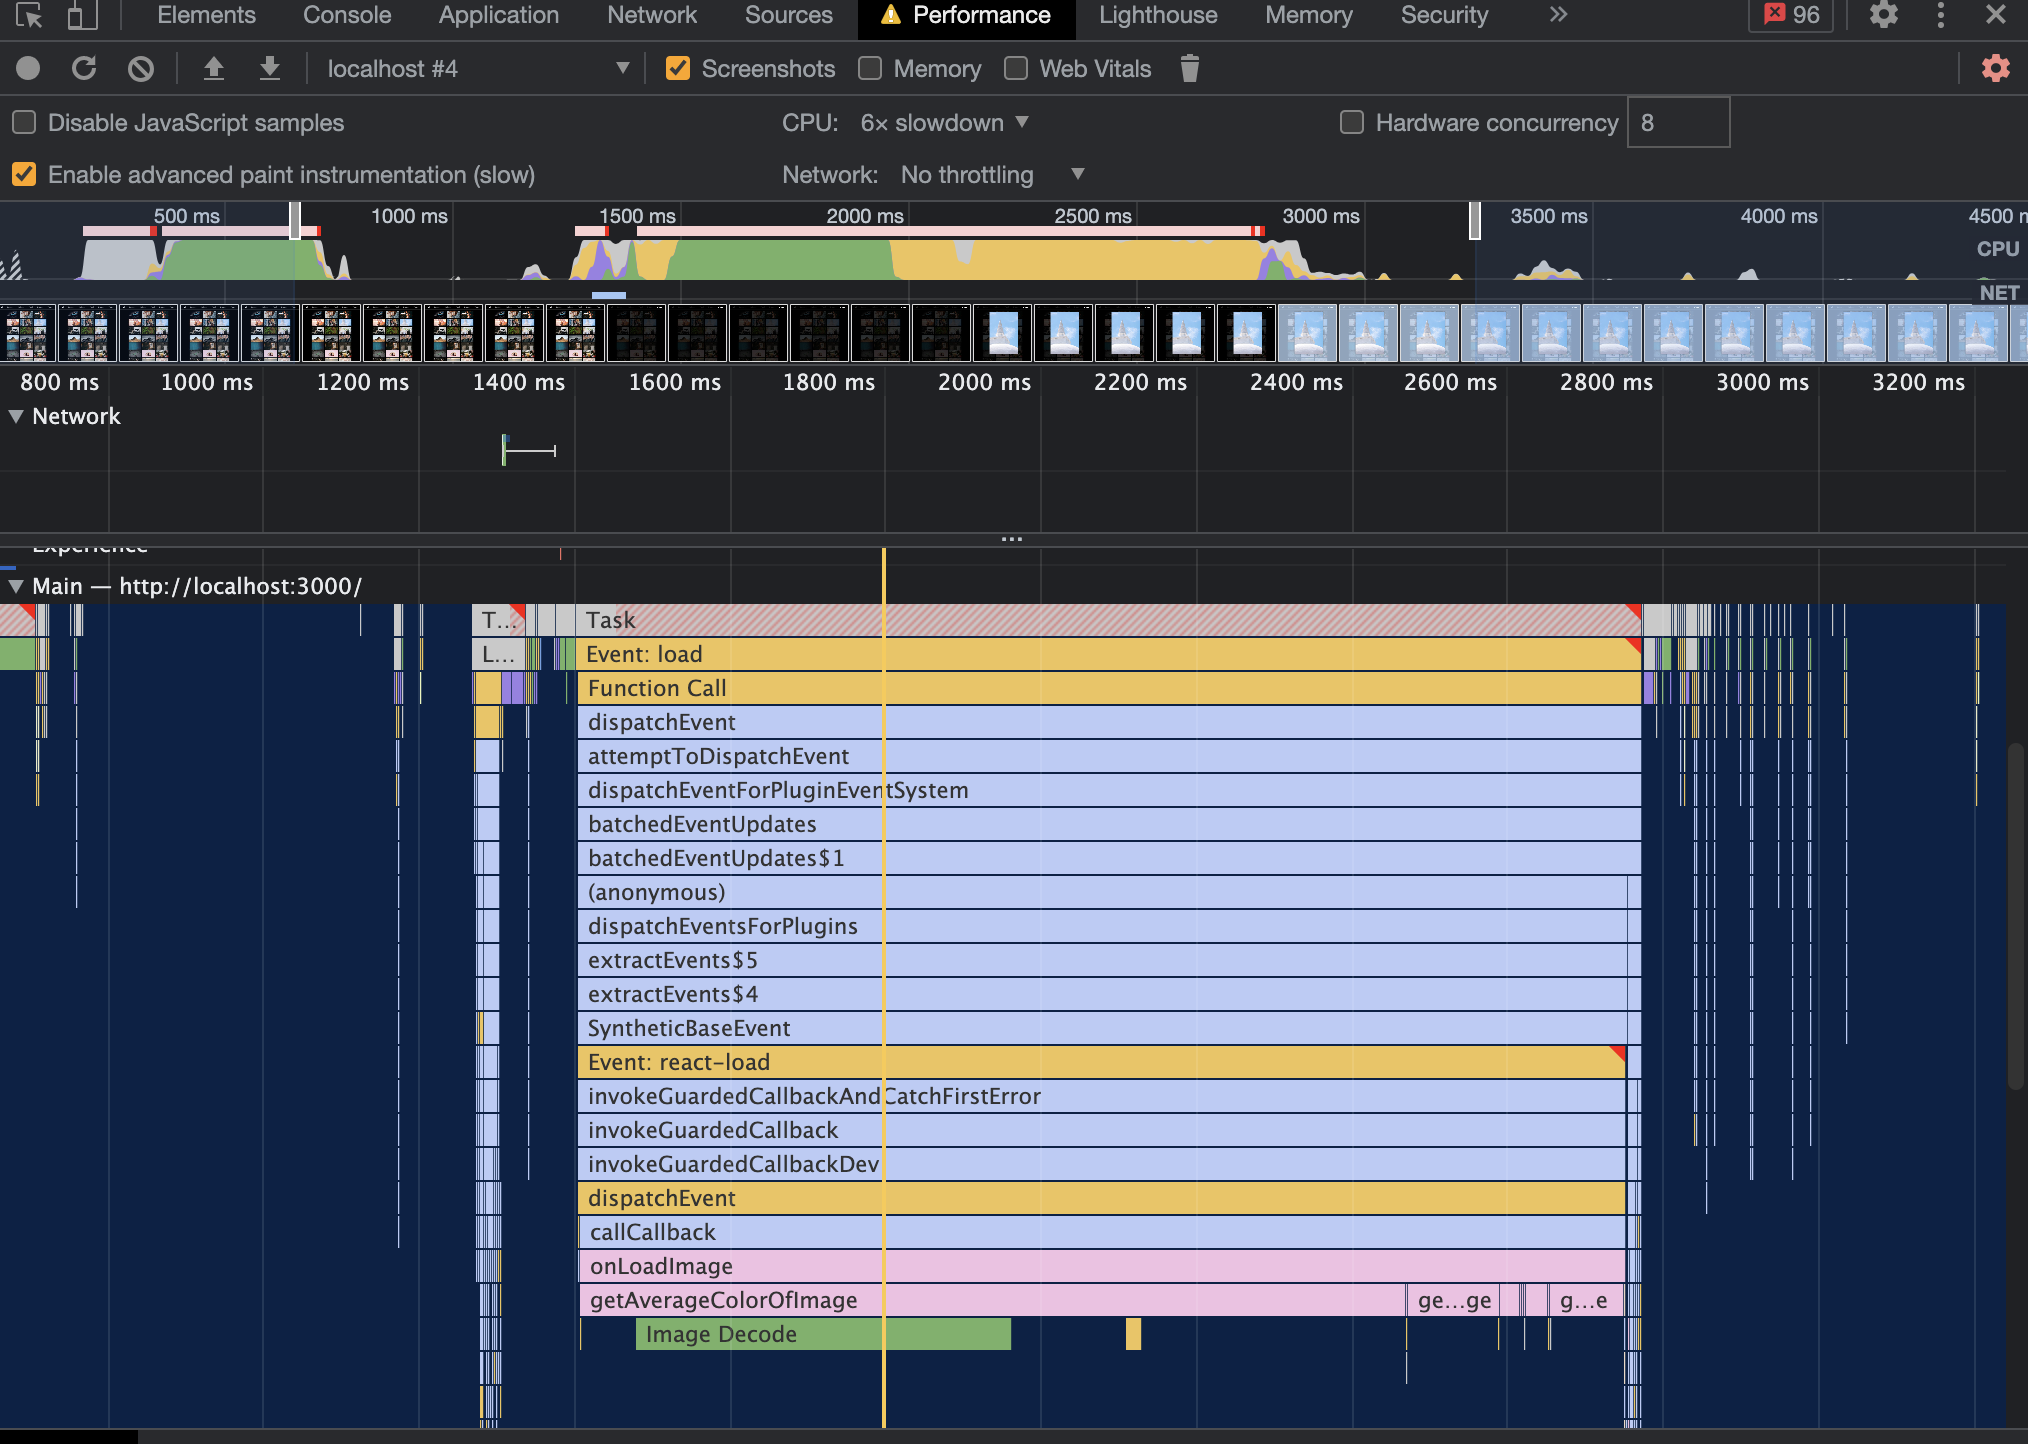 Elements Console Application Network Sources Performance Lighthouse Memory Security 96
localhost #4 Screenshots Memory Web Vitals
Disable JavaScript samples CPU: 6× slowdown Hardware concurrency 8
Enable advanced paint instrumentation (slow) Network: No throttling
500 ms 1000 ms 1500 ms 2000 ms 2500 ms 3000 ms 3500 ms 4000 ms 4500 n
CPU
NET
800 ms 1000 ms 1200 ms 1400 ms 1600 ms 1800 ms 2000 ms 2200 ms 2400 ms 2600 ms 2800 ms 3000 ms 3200 ms
Network
...
Experience
Main — http://localhost:3000/
T... Task
L... Event: load
Function Call
dispatchEvent
attemptToDispatchEvent
dispatchEventForPluginEventSystem
batchedEventUpdates
batchedEventUpdates$1
(anonymous)
dispatchEventsForPlugins
extractEvents$5
extractEvents$4
SyntheticBaseEvent
Event: react-load
invokeGuardedCallbackAndCatchFirstError
invokeGuardedCallback
invokeGuardedCallbackDev
dispatchEvent
callCallback
onLoadImage
getAverageColorOfImage ge...ge g...e
Image Decode